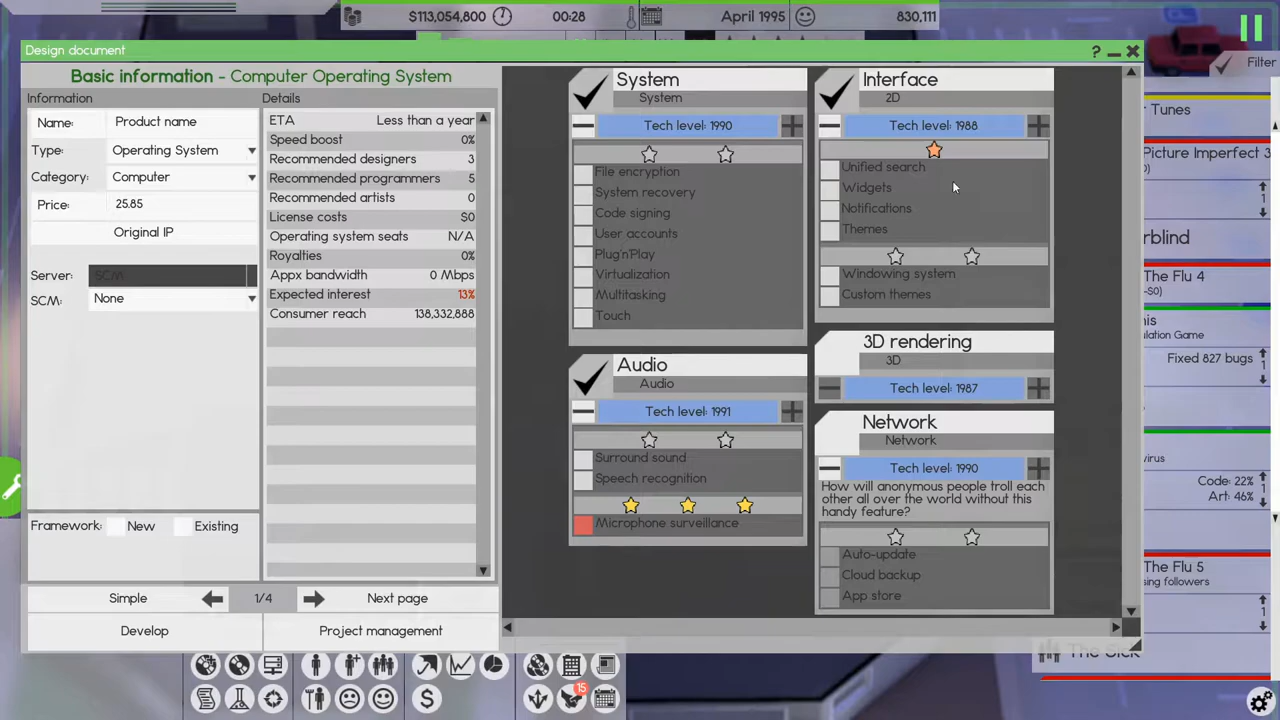 $113,054,800
00:28
April 1995
830,111
Design document
?
Filter
Basic information - Computer Operating System
Information
Name: Product name
Type: Operating System
Category: Computer
Price: 25.85
Original IP
Server: SCM
SCM: None
Framework: New Existing
Details
ETA Less than a year
Speed boost 0%
Recommended designers 3
Recommended programmers 5
Recommended artists 0
License costs $0
Operating system seats N/A
Royalties 0%
Appx bandwidth 0 Mbps
Expected interest 13%
Consumer reach 138,332,888
Simple
1/4
Next page
Develop
Project management
System
System
Tech level: 1990
File encryption
System recovery
Code signing
User accounts
Plug'n'Play
Virtualization
Multitasking
Touch
Audio
Audio
Tech level: 1991
Surround sound
Speech recognition
Microphone surveillance
Interface
2D
Tech level: 1988
Unified search
Widgets
Notifications
Themes
Windowing system
Custom themes
3D rendering
3D
Tech level: 1987
Network
Network
Tech level: 1990
How will anonymous people troll each
other all over the world without this
handy feature?
Auto-update
Cloud backup
App store
Tunes
Picture Imperfect 3
1
The Flu 4
-$0)
Fixed 827 bugs
1
Code: 22%
Art: 46%
1
The Flu 5
1
The Sick
15
$